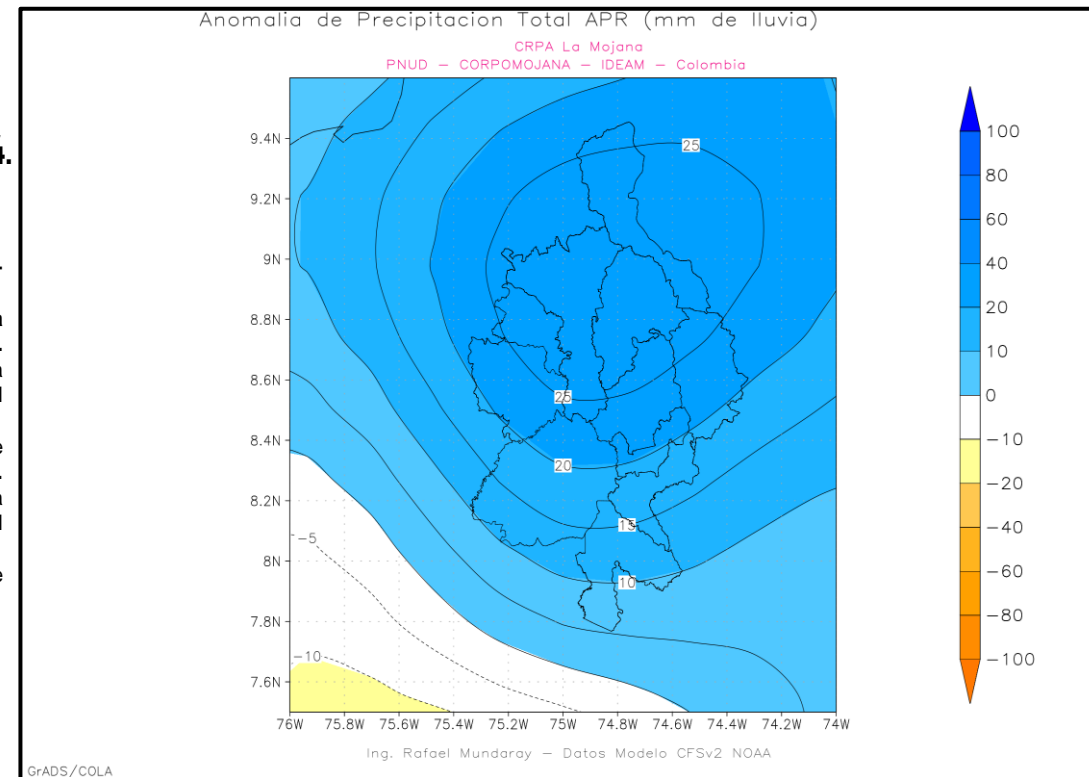 Anomalia de Precipitacion Total APR (mm de lluvia)
CRPA La Mojana
PNUD – CORPOMOJANA – IDEAM – Colombia
4.
a
a
l
e
a
l
e
9.4N
9.2N
9N
8.8N
8.6N
8.4N
8.2N
8N
7.8N
7.6N
25
25
20
15
10
−5
−10
76W 75.8W 75.6W 75.4W 75.2W 75W 74.8W 74.6W 74.4W 74.2W 74W
100
80
60
40
20
10
0
−10
−20
−40
−60
−80
−100
Ing. Rafael Mundaray – Datos Modelo CFSv2 NOAA
GrADS/COLA